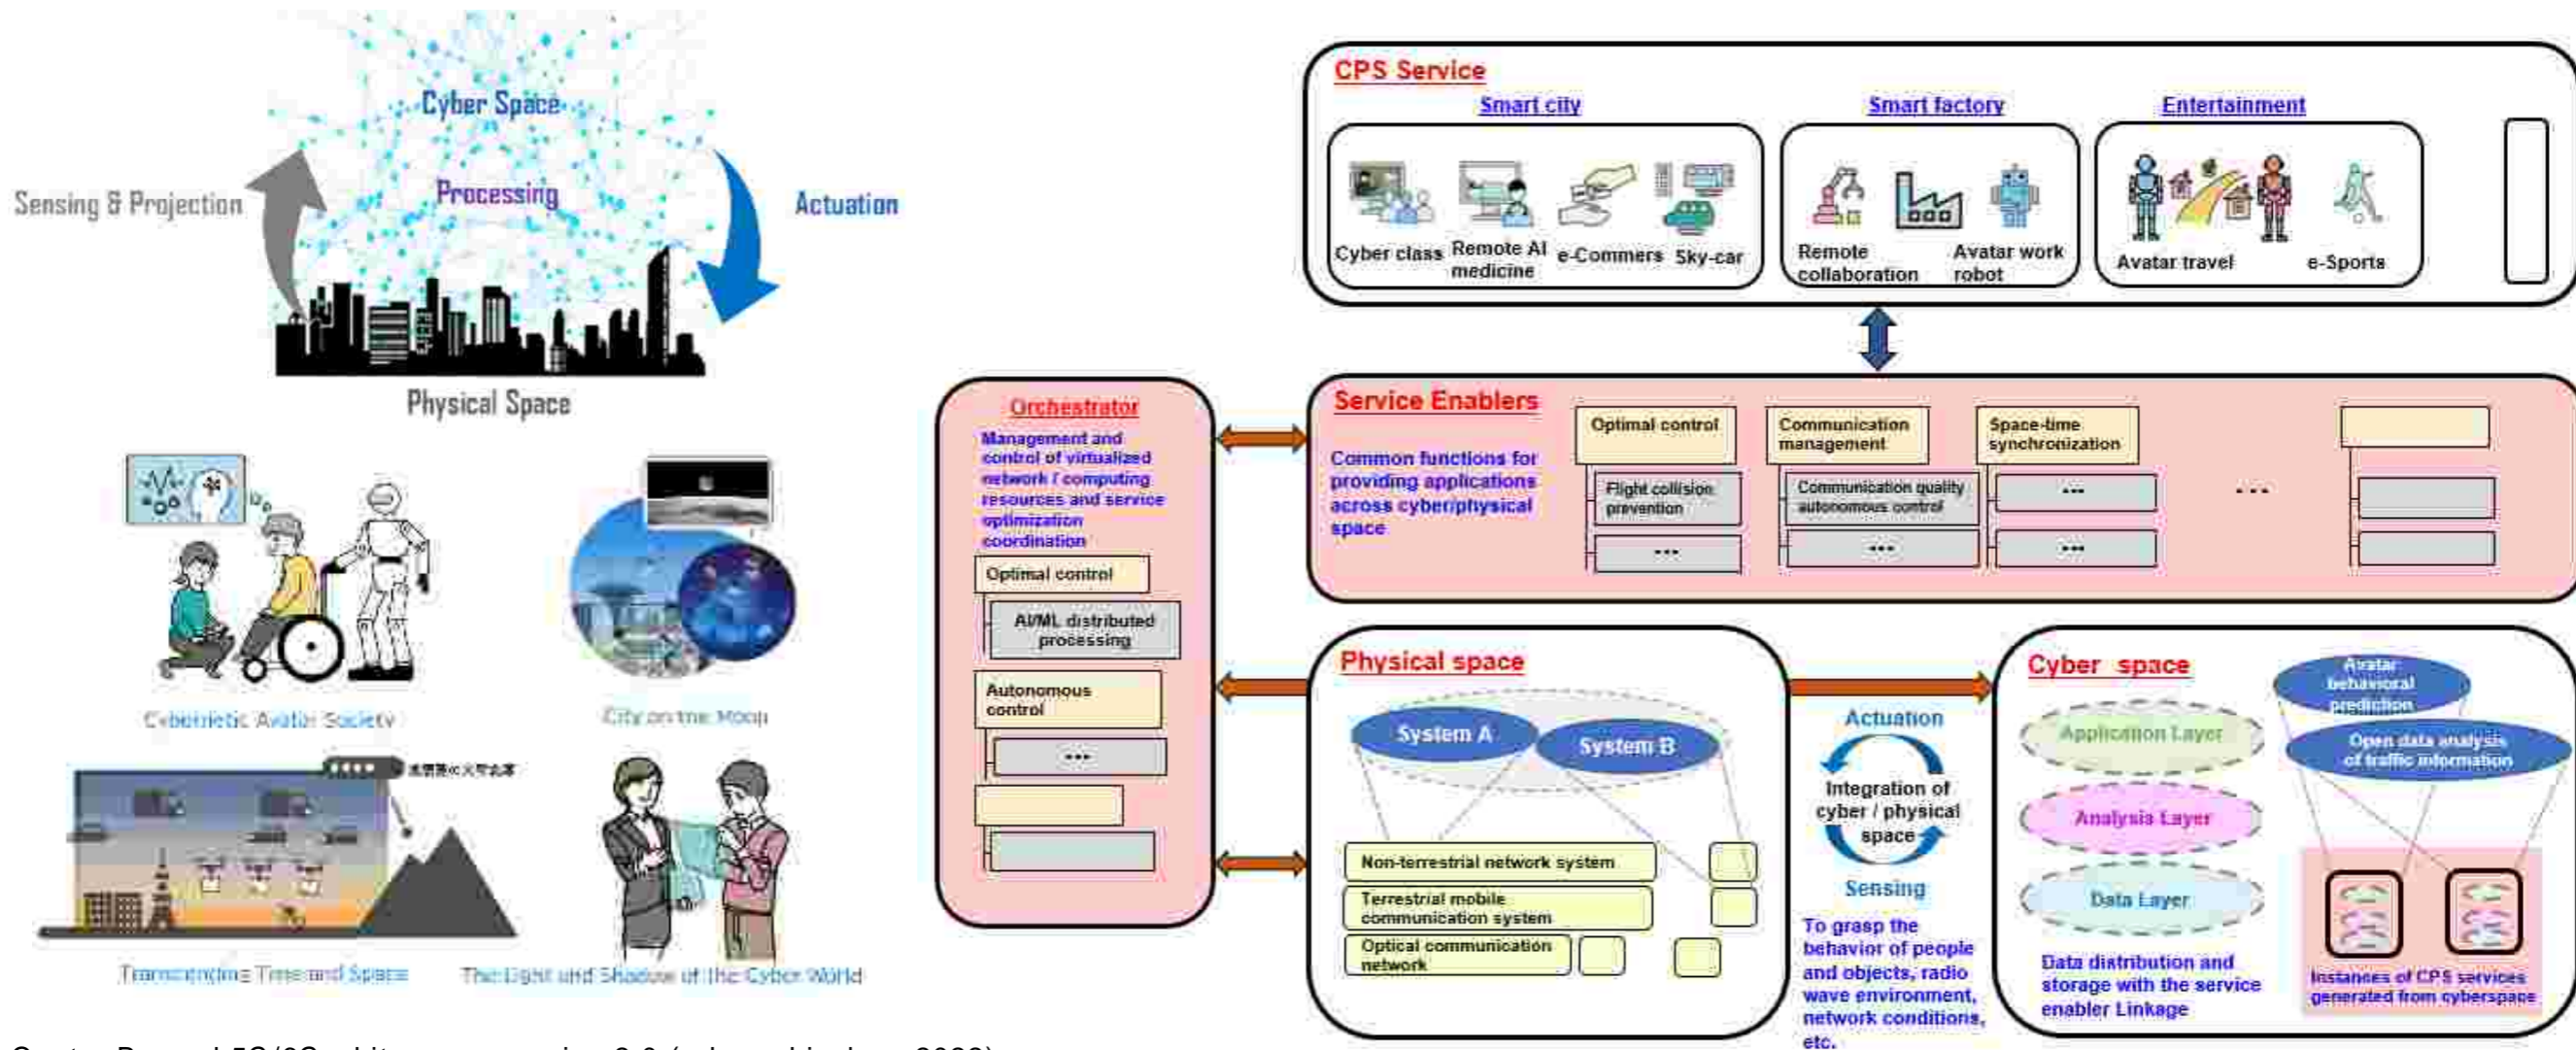 Cyber Space
Processing
Sensing & Projection
Actuation
Physical Space
Cybernetic Avatar Society
City on the Moon
Transcending Time and Space
The Light and Shadow of the Cyber World
CPS Service
Smart city
Smart factory
Entertainment
Cyber class
Remote AI
medicine
e-Commers
Sky-car
Remote
collaboration
Avatar work
robot
Avatar travel
e-Sports
Orchestrator
Management and
control of virtualized
network / computing
resources and service
optimization
coordination
Optimal control
AI/ML distributed
processing
Autonomous
control
...
Service Enablers
Common functions for
providing applications
across cyber/physical
space
Optimal control
Flight collision
prevention
...
Communication
management
Communication quality
autonomous control
...
Space-time
synchronization
...
...
...
Physical space
System A
System B
Non-terrestrial network system
Terrestrial mobile
communication system
Optical communication
network
Actuation
Integration of
cyber / physical
space
Sensing
To grasp the
behavior of people
and objects, radio
wave environment,
network conditions,
etc.
Cyber space
Application Layer
Analysis Layer
Data Layer
Data distribution and
storage with the service
enabler Linkage
Avatar
behavioral
prediction
Open data analysis
of traffic information
Instances of CPS services
generated from cyberspace